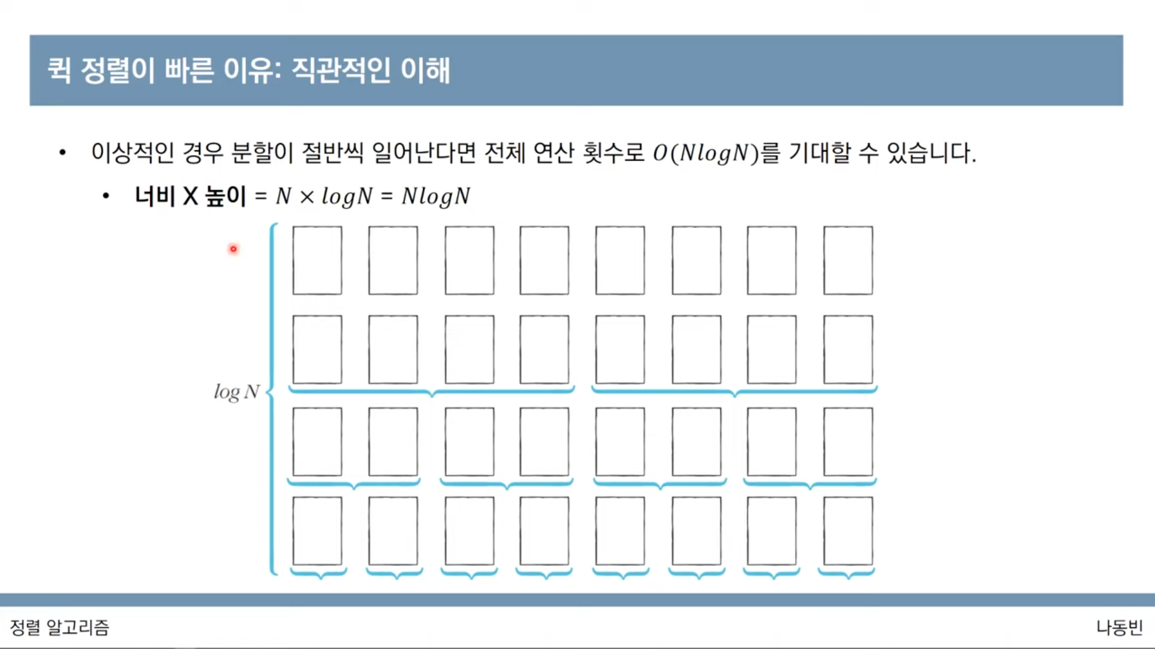 퀵 정렬이 빠른 이유: 직관적인 이해
• 이상적인 경우 분할이 절반씩 일어난다면 전체 연산 횟수로 O(NlogN)를 기대할 수 있습니다.
• 너비 X 높이 = N × logN = NlogN
log N
정렬 알고리즘
나동빈